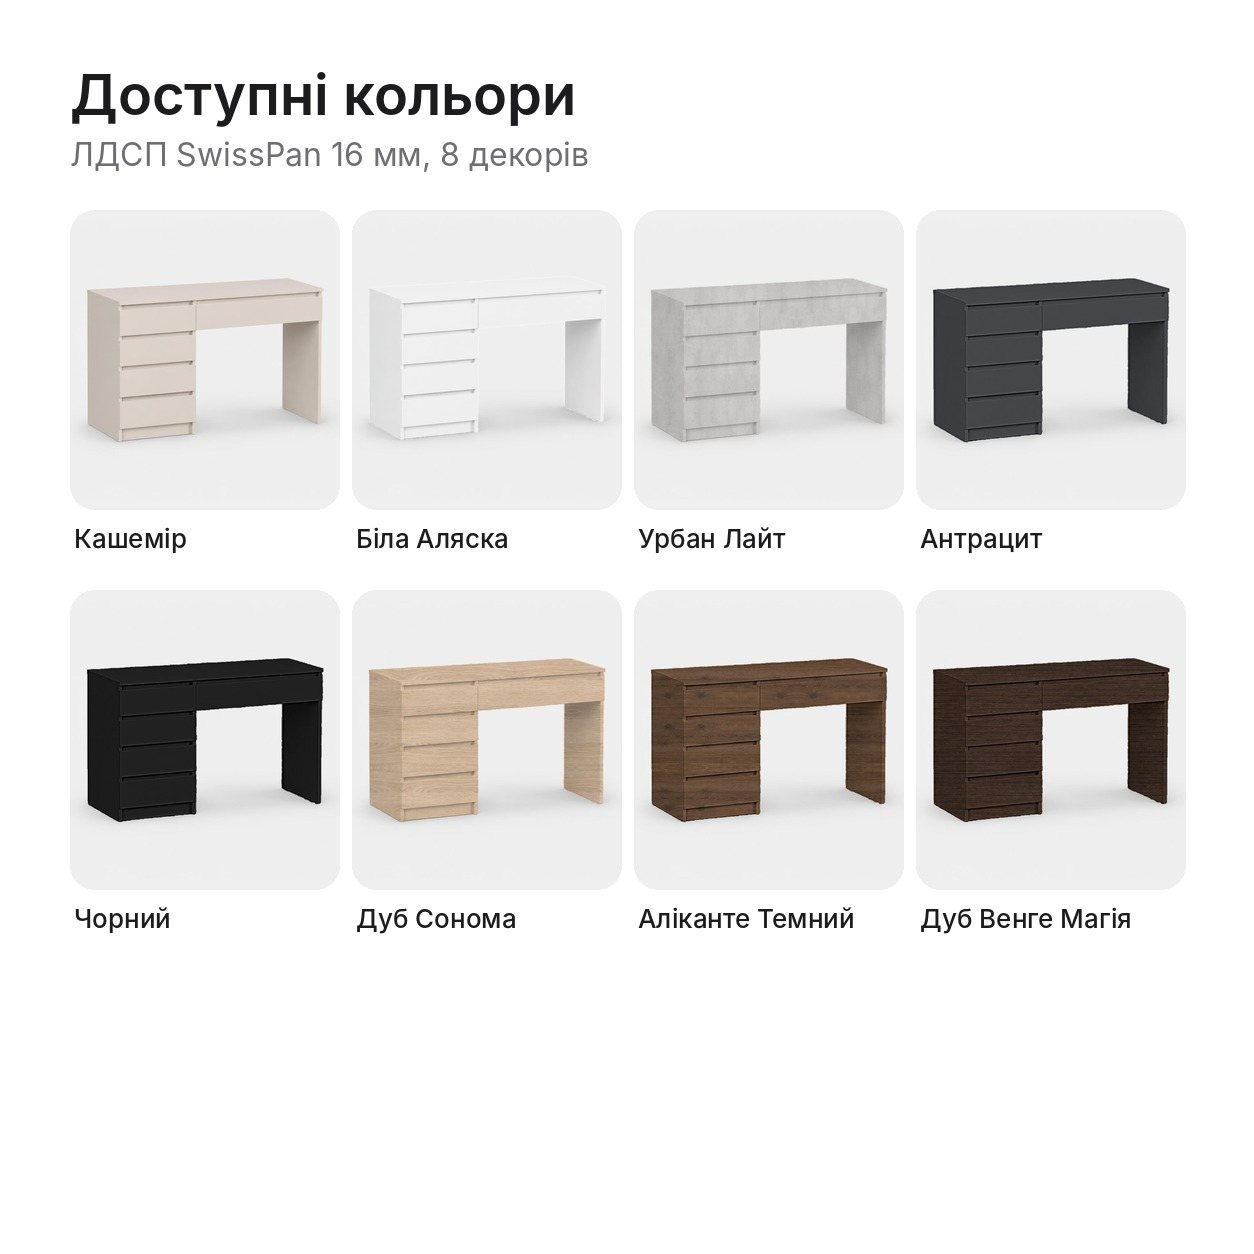 Доступні кольори
ЛДСП SwissPan 16 мм, 8 декорів
Кашемір
Біла Аляска
Урбан Лайт
Антрацит
Чорний
Дуб Сонома
Аліканте Темний
Дуб Венге Магія